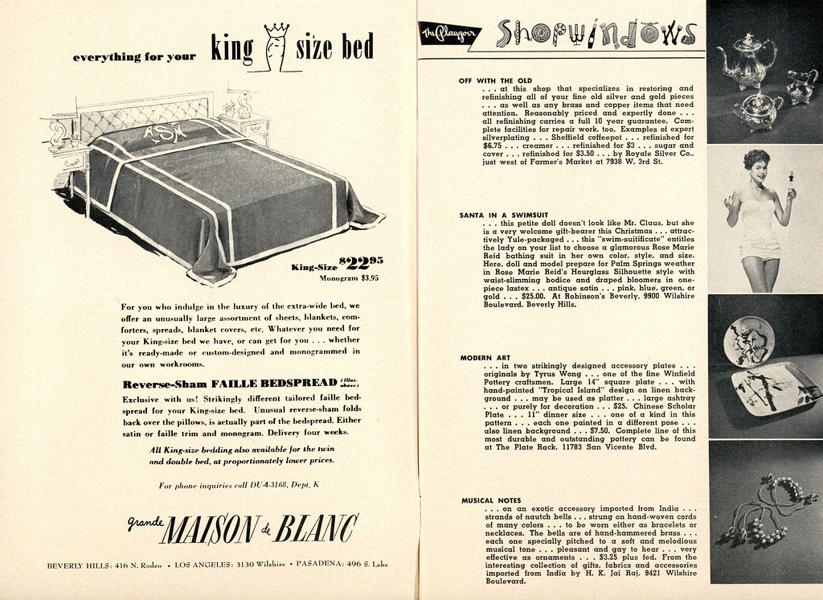 everything for your king size bed
ASM
King-Size $22.95
Monogram $3.95
For you who indulge in the luxury of the extra-wide bed, we
offer an unusually large assortment of sheets, blankets, com-
forters, spreads, blanket covers, etc. Whatever you need for
your King-size bed we have, or can get for you . . . whether
it's ready-made or custom-designed and monogrammed in
our own workrooms.
Reverse-Sham FAILLE BEDSPREAD (Illus. above)
Exclusive with us! Strikingly different tailored faille bed-
spread for your King-size bed. Unusual reverse-sham folds
back over the pillows, is actually part of the bedspread. Either
satin or faille trim and monogram. Delivery four weeks.
All King-size bedding also available for the twin
and double bed, at proportionately lower prices.
For phone inquiries call DU-4-3168, Dept. K
grande MAISON de BLANC
BEVERLY HILLS: 416 N. Rodeo • LOS ANGELES: 3130 Wilshire • PASADENA: 496 S. Lake
The Playgoer Shopwindows
OFF WITH THE OLD
. . . at this shop that specializes in restoring and
refinishing all of your fine old silver and gold pieces
. . . as well as any brass and copper items that need
attention. Reasonably priced and expertly done . . .
all refinishing carries a full 10 year guarantee. Com-
plete facilities for repair work, too. Examples of expert
silverplating . . . Sheffield coffeepot . . . refinished for
$6.75 . . . creamer . . . refinished for $3 . . . sugar and
cover . . . refinished for $3.50 . . . by Royale Silver Co.,
just west of Farmer's Market at 7938 W. 3rd St.
SANTA IN A SWIMSUIT
. . . this petite doll doesn't look like Mr. Claus, but she
is a very welcome gift-bearer this Christmas . . . attrac-
tively Yule-packaged . . . this "swim-suitificate" entitles
the lady on your list to choose a glamorous Rose Marie
Reid bathing suit in her own color, style, and size.
Here, doll and model prepare for Palm Springs weather
in Rose Marie Reid's Hourglass Silhouette style with
waist-slimming bodice and draped bloomers in one-
piece lastex . . . antique satin . . . pink, blue, green, or
gold . . . $25.00. At Robinson's Beverly, 9900 Wilshire
Boulevard, Beverly Hills.
MODERN ART
. . . in two strikingly designed accessory plates . . .
originals by Tyrus Wong . . . one of the fine Winfield
Pottery craftsmen. Large 14" square plate . . . with
hand-painted "Tropical Island" design on linen back-
ground . . . may be used as platter . . . large ashtray
. . . or purely for decoration . . . $25. Chinese Scholar
Plate . . . 11" dinner size . . . one of a kind in this
pattern . . . each one painted in a different pose . . .
also linen background . . . $7.50. Complete line of this
most durable and outstanding pottery can be found
at The Plate Rack, 11783 San Vicente Blvd.
MUSICAL NOTES
. . . on an exotic accessory imported from India . . .
strands of nautch bells . . . strung on hand-woven cords
of many colors . . . to be worn either as bracelets or
necklaces. The bells are of hand-hammered brass . . .
each one specially pitched to a soft and melodious
musical tone . . . pleasant and gay to hear . . . very
effective as ornaments . . . $3.25 plus fed. From the
interesting collection of gifts, fabrics and accessories
imported from India by H. K. Jai Raj, 9421 Wilshire
Boulevard.